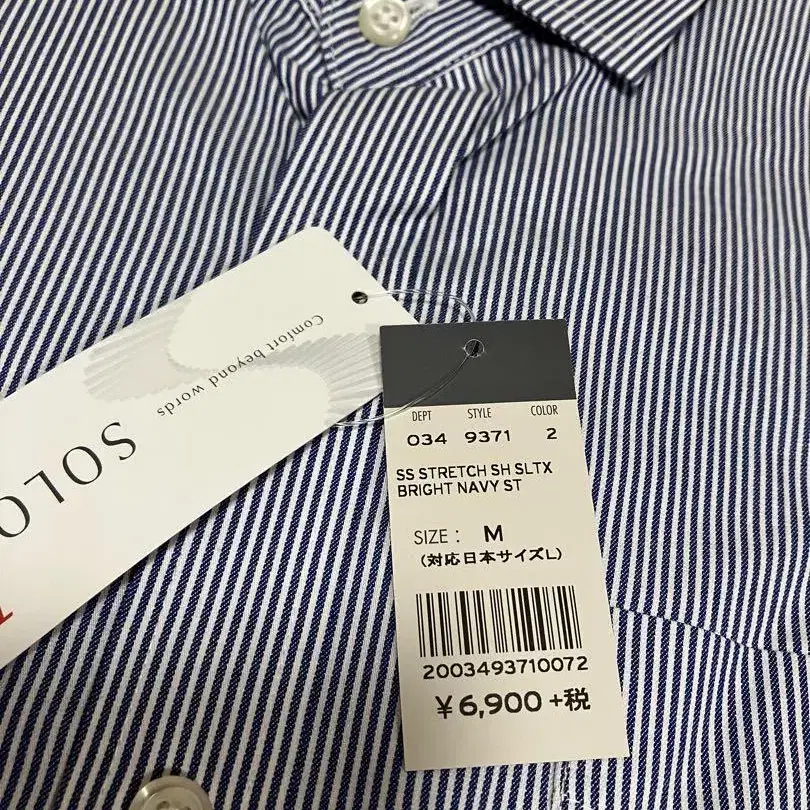 Comfort beyond words
SOLO
DEPT STYLE COLOR
034 9371 2
SS STRETCH SH SLTX
BRIGHT NAVY ST
SIZE : M
(対応日本サイズL)
2003493710072
¥6,900 +税